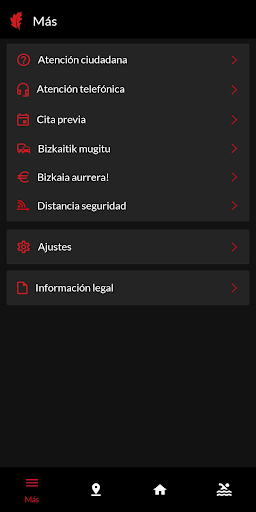 Más
Atención ciudadana
Atención telefónica
Cita previa
Bizkaitik mugitu
Bizkaia aurrera!
Distancia seguridad
Ajustes
Información legal
Más